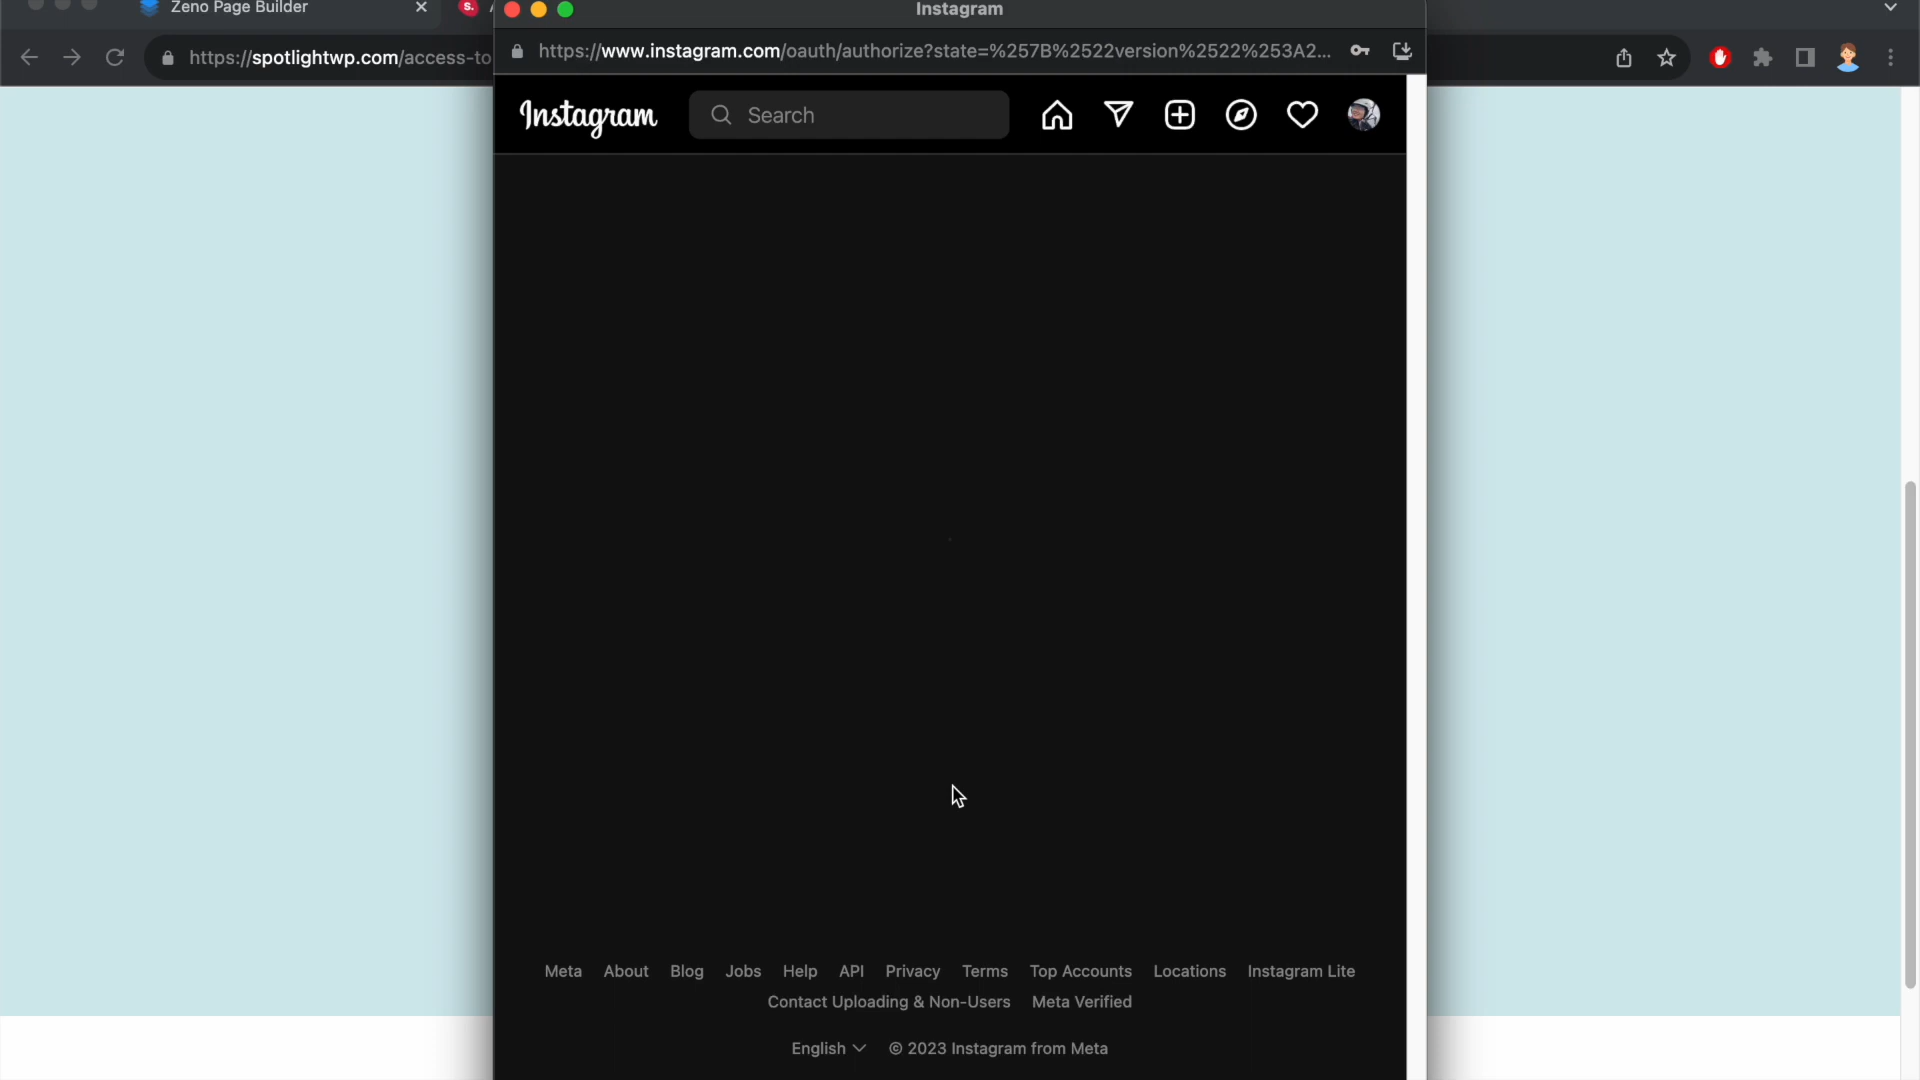 Zeno Page Builder
S.
Instagram
https://spotlightwp.com/access-to
https://www.instagram.com/oauth/authorize?state=%257B%2522version%2522%253A2...
Instagram
Search
Meta About Blog Jobs Help API Privacy Terms Top Accounts Locations Instagram Lite
Contact Uploading & Non-Users Meta Verified
English © 2023 Instagram from Meta